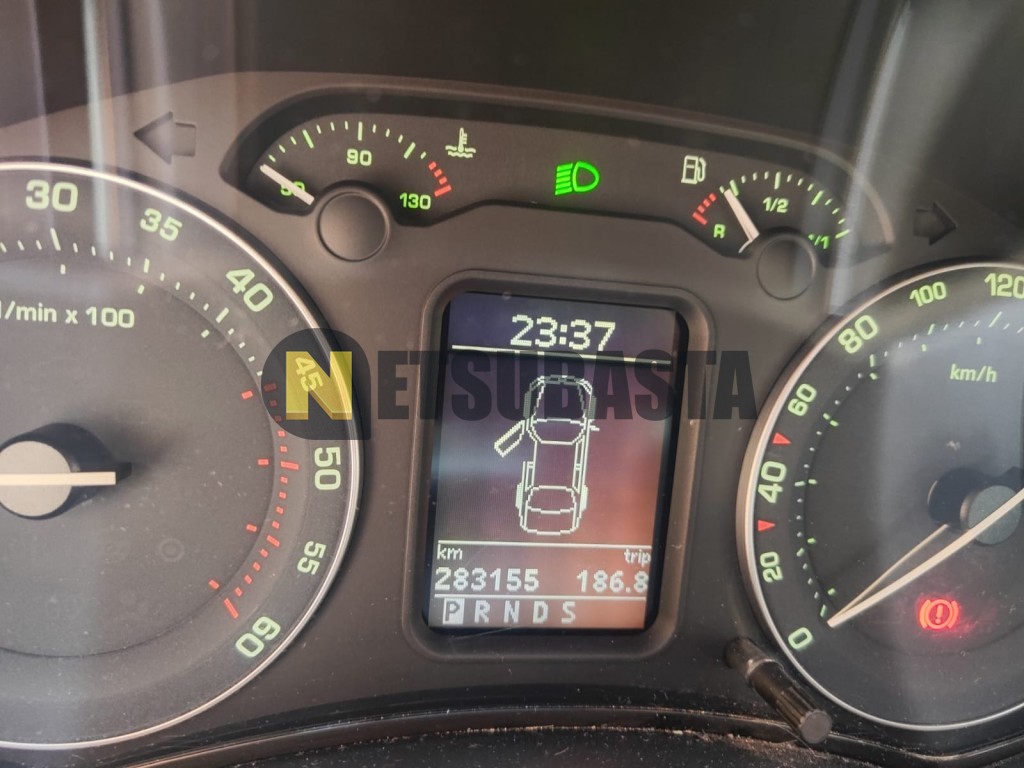 50 90 130
R 1/2 1/1
30 35 40 45 50 55 60
/min x 100
23:37
NETSUBASTA
km trip
283155 186.8
P R N D S
0 20 40 60 80 100 120
km/h